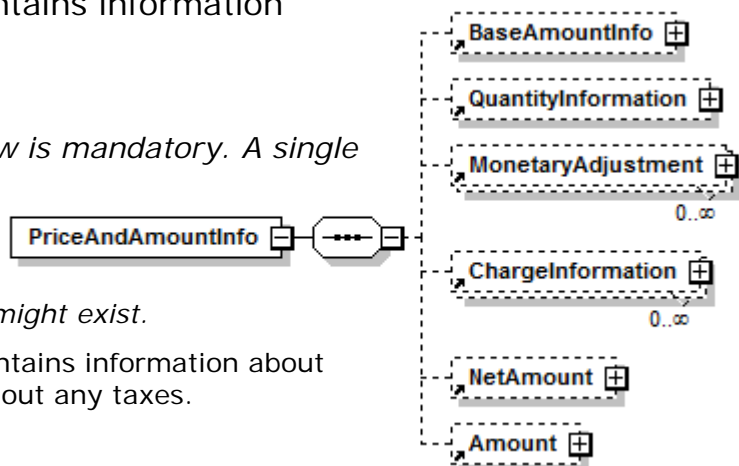 ntains information
w is mandatory. A single
might exist.
ntains information about
out any taxes.
PriceAndAmountInfo
BaseAmountInfo
QuantityInformation
MonetaryAdjustment
0..∞
ChargeInformation
0..∞
NetAmount
Amount